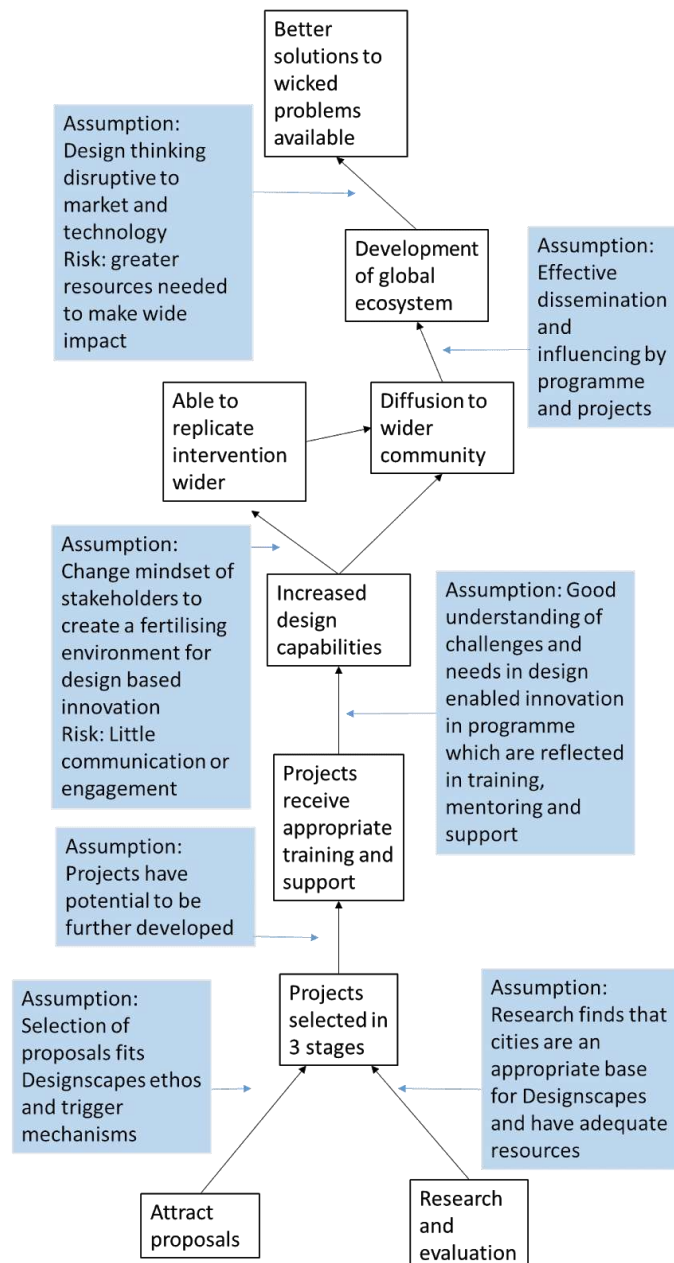 Better
solutions to
wicked
problems
available
Assumption:
Design thinking
disruptive to
market and
technology
Risk: greater
resources needed
to make wide
impact
Development
of global
ecosystem
Assumption:
Effective
dissemination
and
influencing by
programme
and projects
Able to
replicate
intervention
wider
Diffusion to
wider
community
Assumption:
Change mindset of
stakeholders to
create a fertilising
environment for
design based
innovation
Risk: Little
communication or
engagement
Increased
design
capabilities
Assumption: Good
understanding of
challenges and
needs in design
enabled innovation
in programme
which are reflected
in training,
mentoring and
support
Projects
receive
appropriate
training and
support
Assumption:
Projects have
potential to be
further developed
Projects
selected in
3 stages
Assumption:
Selection of
proposals fits
Designscapes ethos
and trigger
mechanisms
Assumption:
Research finds that
cities are an
appropriate base
for Designscapes
and have adequate
resources
Attract
proposals
Research
and
evaluation